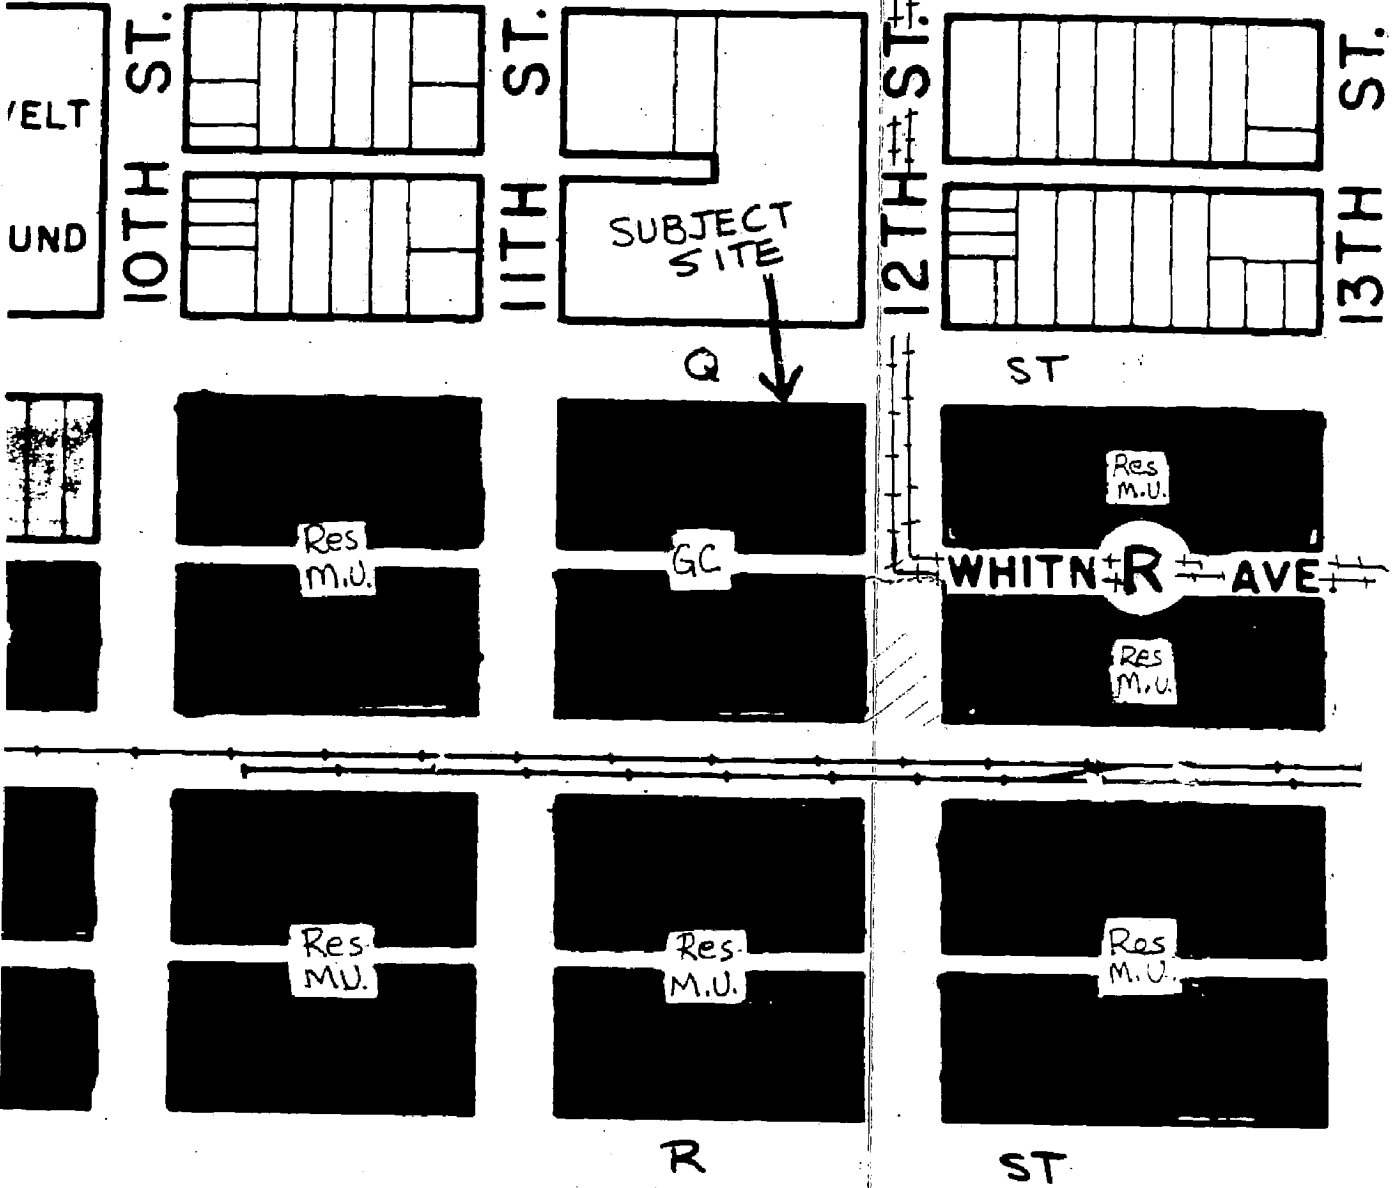 10TH ST.
11TH ST.
12TH ST.
13TH ST.
VELT
UND
SUBJECT
SITE
Q ST
Res
M.U.
GC
Res
M.U.
WHITN R AVE.
Res
M.U.
Res
MU.
Res
M.U.
Res
M.U.
R ST